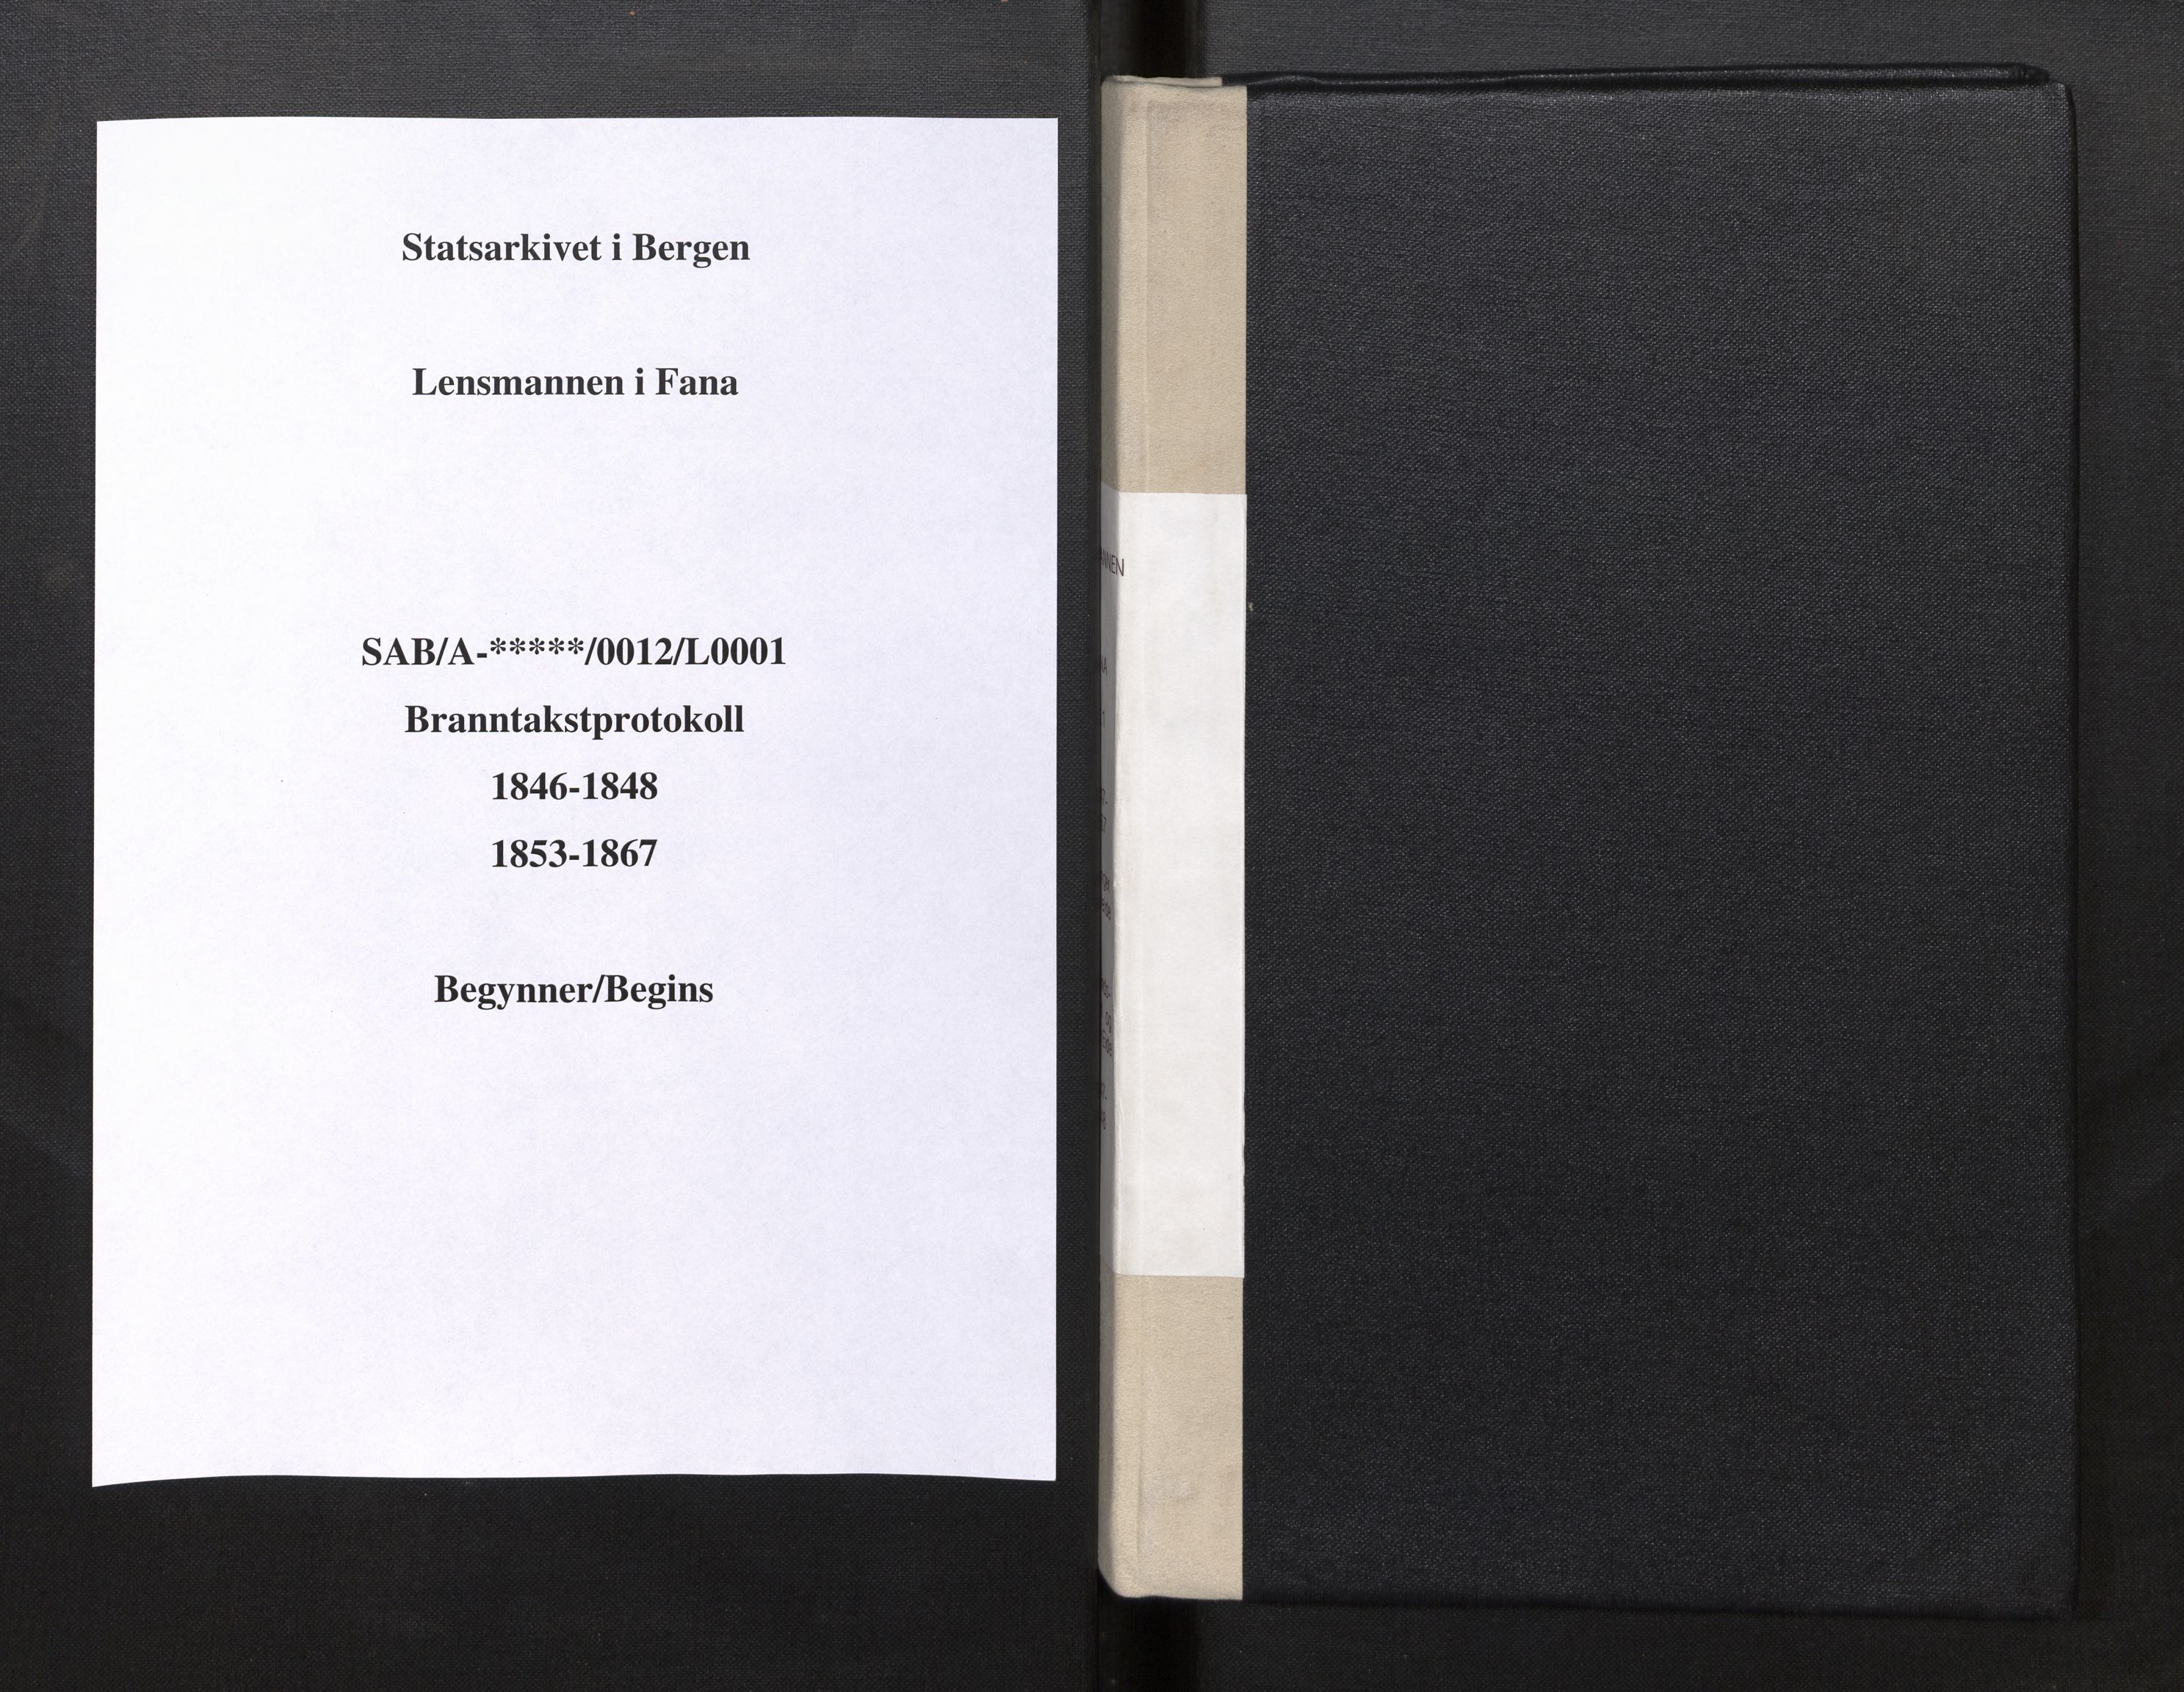 Statsarkivet i Bergen
Lensmannen i Fana
SAB/A-*****/0012/L0001
Branntakstprotokoll
1846-1848
1853-1867
Begynner/Begins